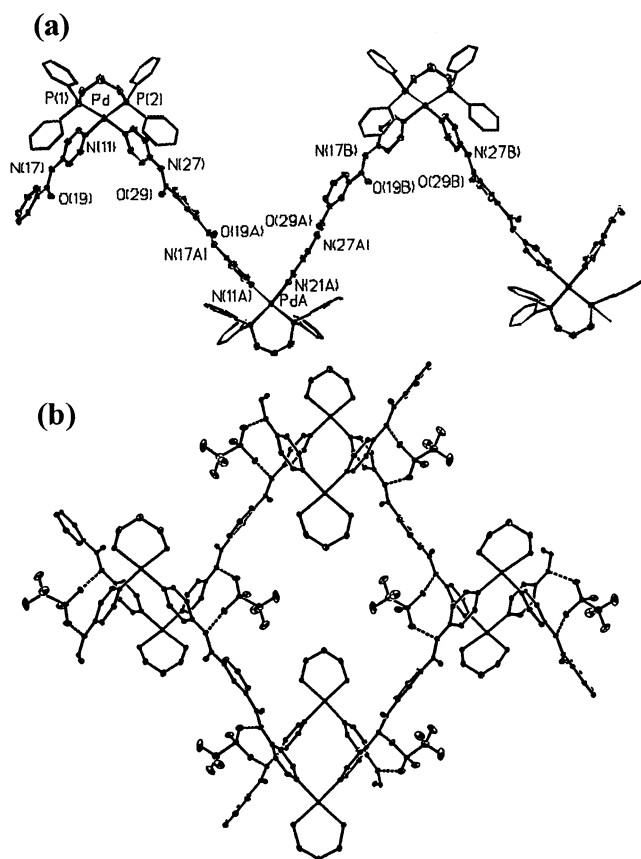 (a)
P(1) Pd P(2)
N(17) N(11) N(27)
O(19) O(29)
O(19A)
N(17A)
N(11A)
PdA
N(21A)
N(27A)
O(29A)
N(17B)
O(19B)
N(27B)
O(29B)
(b)